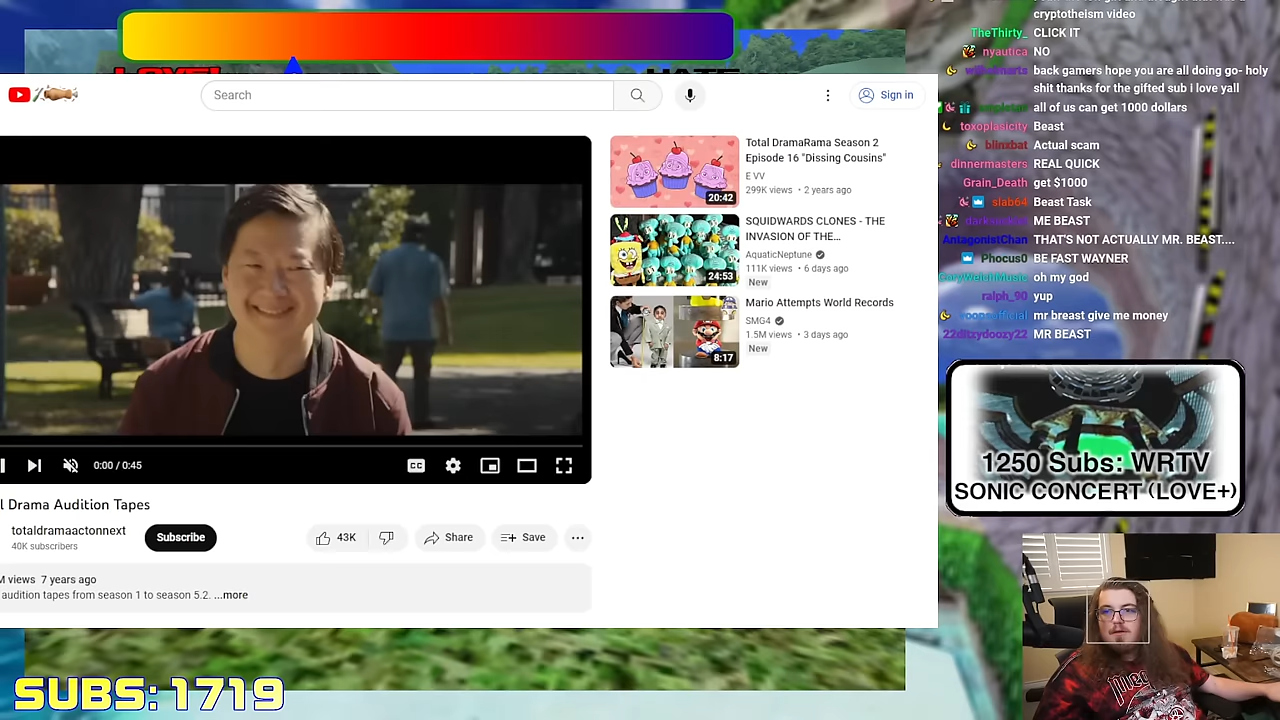 Search
Sign in
0:00 / 0:45
CC
l Drama Audition Tapes
totaldramaactonnext
40K subscribers
Subscribe
43K
Share
Save
M views 7 years ago
audition tapes from season 1 to season 5.2. ...more
Total DramaRama Season 2
Episode 16 "Dissing Cousins"
E VV
299K views • 2 years ago
20:42
SQUIDWARDS CLONES - THE
INVASION OF THE...
AquaticNeptune
111K views • 6 days ago
New
24:53
Mario Attempts World Records
SMG4
1.5M views • 3 days ago
New
8:17
cryptotheism video
TheThirty_ CLICK IT
nyautica NO
back gamers hope you are all doing go- holy
shit thanks for the gifted sub i love yall
all of us can get 1000 dollars
toxoplasicity Beast
blinxbat Actual scam
dinnermasters REAL QUICK
Grain_Death get $1000
slab64 Beast Task
ME BEAST
AntagonistChan THAT'S NOT ACTUALLY MR. BEAST....
Phocus0 BE FAST WAYNER
CoryWelchMusic oh my god
ralph_90 yup
mr breast give me money
22ditzydoozy22 MR BEAST
1250 Subs: WRTV
SONIC CONCERT (LOVE+)
SUBS: 1719